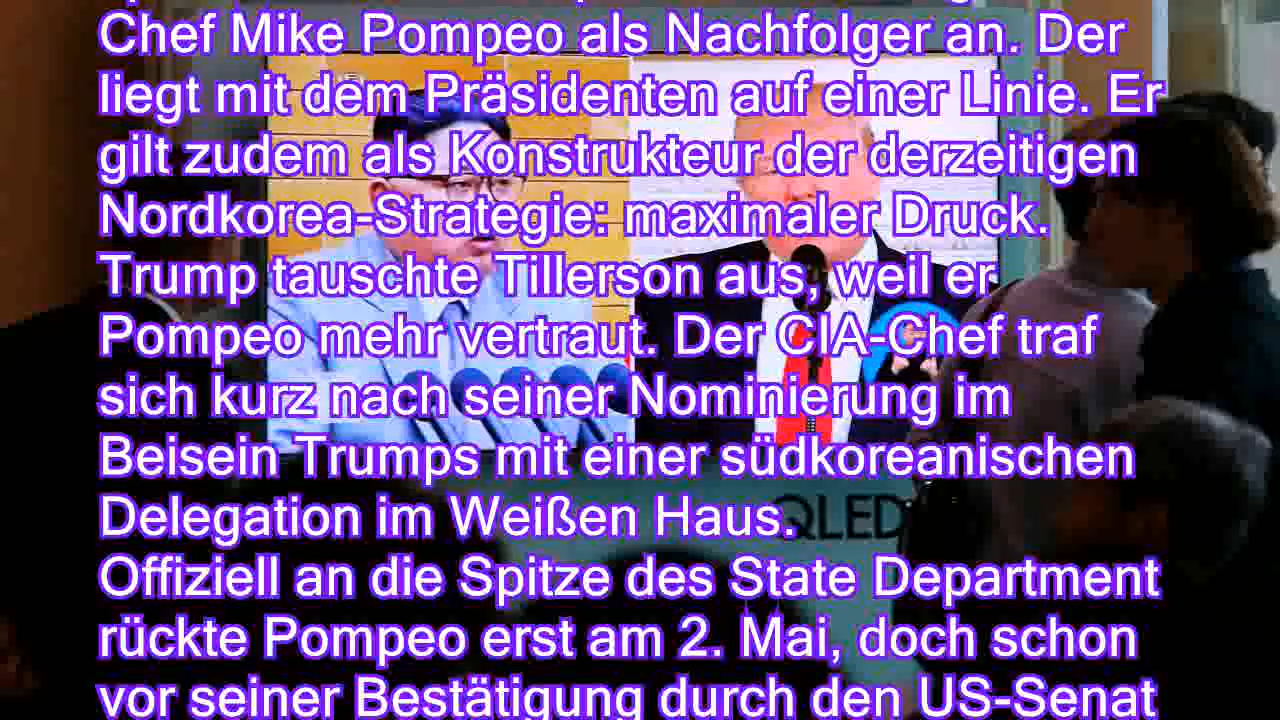 Chef Mike Pompeo als Nachfolger an. Der
liegt mit dem Präsidenten auf einer Linie. Er
gilt zudem als Konstrukteur der derzeitigen
Nordkorea-Strategie: maximaler Druck.
Trump tauschte Tillerson aus, weil er
Pompeo mehr vertraut. Der CIA-Chef traf
sich kurz nach seiner Nominierung im
Beisein Trumps mit einer südkoreanischen
Delegation im Weißen Haus.
QLED
Offiziell an die Spitze des State Department
rückte Pompeo erst am 2. Mai, doch schon
vor seiner Bestätigung durch den US-Senat